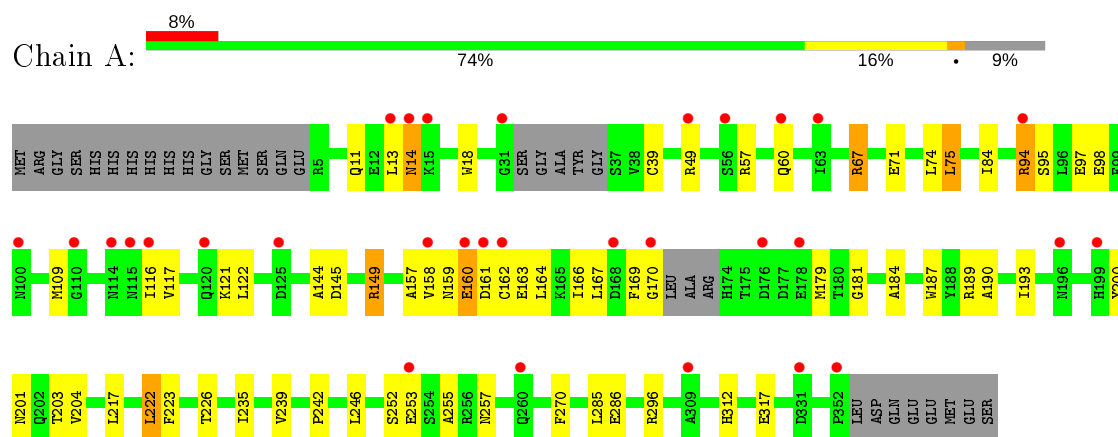 8%
Chain A:
74% 16% • 9%
MET ARG GLY SER HIS HIS HIS HIS HIS HIS GLY SER MET SER GLN GLU R5 Q11 E12 L13 N14 K15 W18 G31 SER GLY ALA TYR GLY S37 V38 C39 R49 S56 R57 Q60 I63 R67 E71 L74 L75 I84 R94 S95 L96 E97 E98 E99
N100 M109 G110 N114 N115 I116 V117 Q120 K121 L122 D125 A144 D145 R149 A157 V158 N159 E160 D161 C162 E163 L164 K165 I166 L167 D168 F169 G170 LEU ALA ARG H174 T175 D176 D177 E178 M179 T180 G181 A184 W187 Y188 R189 A190 I193 N196 H199 Y200
N201 Q202 T203 V204 L217 L222 F223 T226 I235 V239 P242 L246 S252 E253 S254 A255 R256 N257 Q260 F270 L285 E286 R296 A309 H312 E317 D331 P352 LEU ASP GLN GLU GLU MET GLU SER